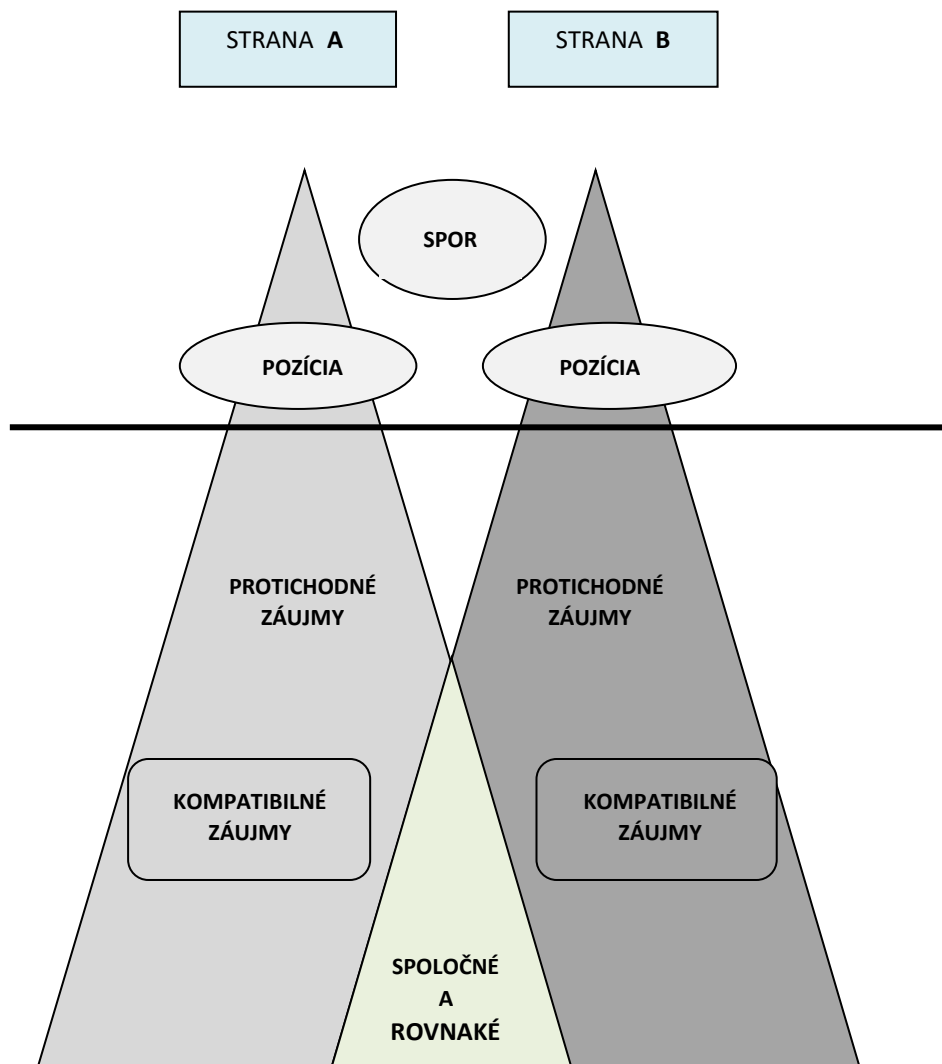 STRANA A
STRANA B
SPOR
POZÍCIA
POZÍCIA
PROTICHODNÉ
ZÁUJMY
PROTICHODNÉ
ZÁUJMY
KOMPATIBILNÉ
ZÁUJMY
KOMPATIBILNÉ
ZÁUJMY
SPOLOČNÉ
A
ROVNAKÉ